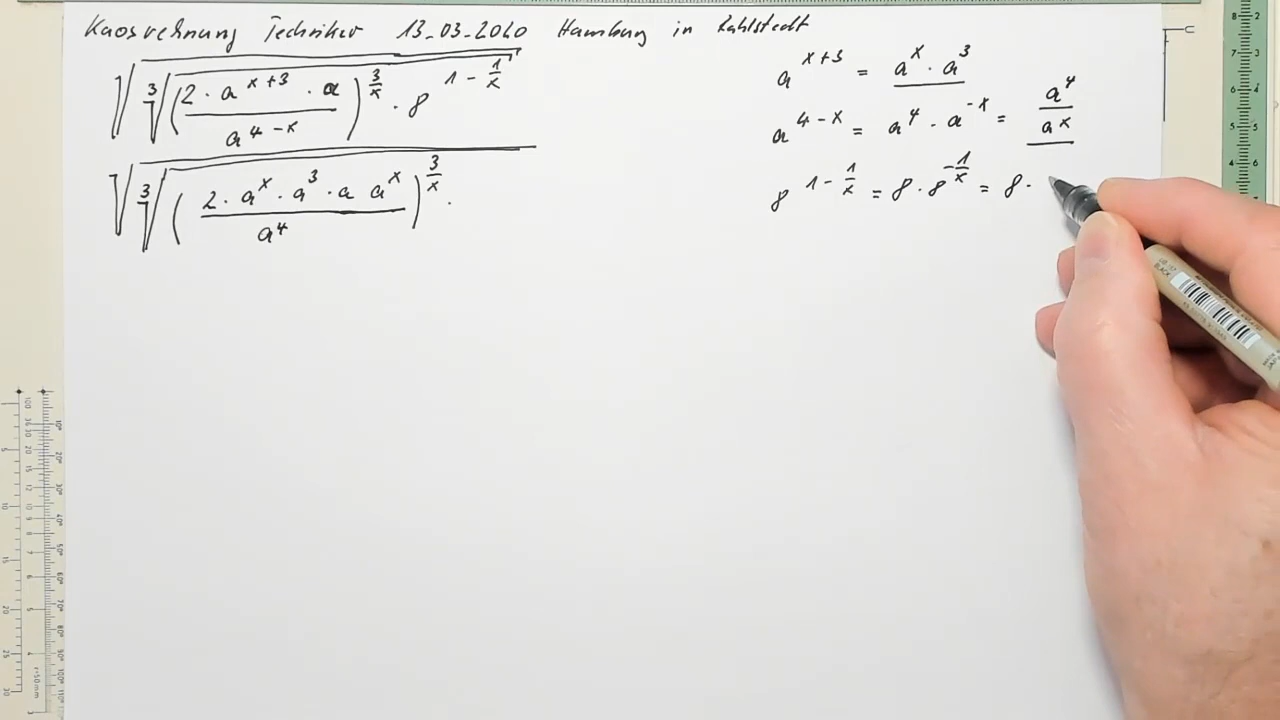 Kaosrechnung Techniker 13.03.2020 Hamburg in Rahlstedt
√(∛((2 · a^(x+3) · a) / a^(4-x))^(3/x) · 8^(1 - 1/x))
√(∛((2 · a^x · a^3 · a a^x) / a^4)^(3/x) ·
a^(x+3) = a^x · a^3
a^(4-x) = a^4 · a^(-x) = a^4 / a^x
8^(1 - 1/x) = 8 · 8^(-1/x) = 8 ·